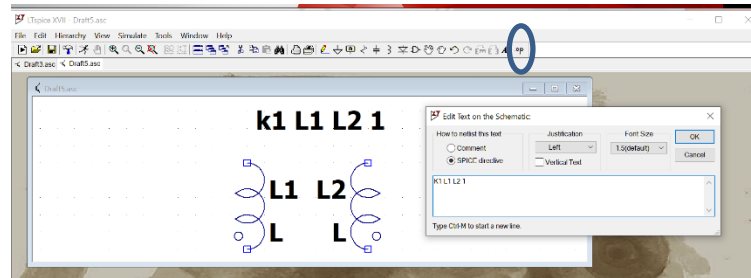 LTspice XVII - Draft5.asc
File Edit Hierarchy View Simulate Tools Window Help
.op
Draft3.asc Draft5.asc
Draft5.asc
k1 L1 L2 1
L1 L2
L L
Edit Text on the Schematic:
How to netlist this text
Justification
Font Size
OK
Comment
Left
1.5(default)
SPICE directive
Vertical Text
Cancel
K1 L1 L2 1
Type Ctrl-M to start a new line.